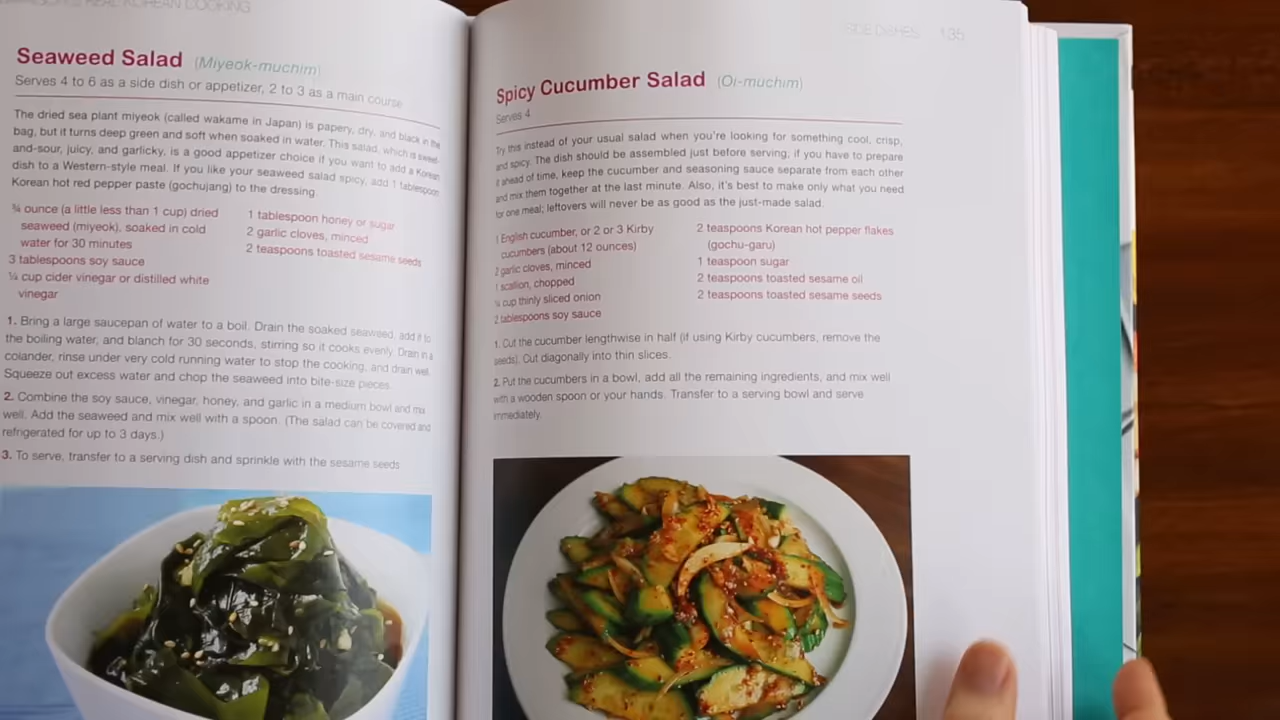 REAL KOREAN COOKING
Seaweed Salad (Miyeok-muchim)
Serves 4 to 6 as a side dish or appetizer, 2 to 3 as a main course
The dried sea plant miyeok (called wakame in Japan) is papery, dry, and black in the
bag, but it turns deep green and soft when soaked in water. This salad, which is sweet-
and-sour, juicy, and garlicky, is a good appetizer choice if you want to add a Korean
dish to a Western-style meal. If you like your seaweed salad spicy, add 1 tablespoon
Korean hot red pepper paste (gochujang) to the dressing.
¾ ounce (a little less than 1 cup) dried
seaweed (miyeok), soaked in cold
water for 30 minutes
3 tablespoons soy sauce
¼ cup cider vinegar or distilled white
vinegar
1 tablespoon honey or sugar
2 garlic cloves, minced
2 teaspoons toasted sesame seeds
1. Bring a large saucepan of water to a boil. Drain the soaked seaweed, add it to
the boiling water, and blanch for 30 seconds, stirring so it cooks evenly. Drain in a
colander, rinse under very cold running water to stop the cooking, and drain well.
Squeeze out excess water and chop the seaweed into bite-size pieces.
2. Combine the soy sauce, vinegar, honey, and garlic in a medium bowl and mix
well. Add the seaweed and mix well with a spoon. (The salad can be covered and
refrigerated for up to 3 days.)
3. To serve, transfer to a serving dish and sprinkle with the sesame seeds.
SIDE DISHES 135
Spicy Cucumber Salad (Oi-muchim)
Serves 4
Try this instead of your usual salad when you're looking for something cool, crisp,
and spicy. The dish should be assembled just before serving, if you have to prepare
it ahead of time, keep the cucumber and seasoning sauce separate from each other
and mix them together at the last minute. Also, it's best to make only what you need
for one meal; leftovers will never be as good as the just-made salad.
1 English cucumber, or 2 or 3 Kirby
cucumbers (about 12 ounces)
2 garlic cloves, minced
1 scallion, chopped
¼ cup thinly sliced onion
2 tablespoons soy sauce
2 teaspoons Korean hot pepper flakes
(gochu-garu)
1 teaspoon sugar
2 teaspoons toasted sesame oil
2 teaspoons toasted sesame seeds
1. Cut the cucumber lengthwise in half (if using Kirby cucumbers, remove the
seeds). Cut diagonally into thin slices.
2. Put the cucumbers in a bowl, add all the remaining ingredients, and mix well
with a wooden spoon or your hands. Transfer to a serving bowl and serve
immediately.